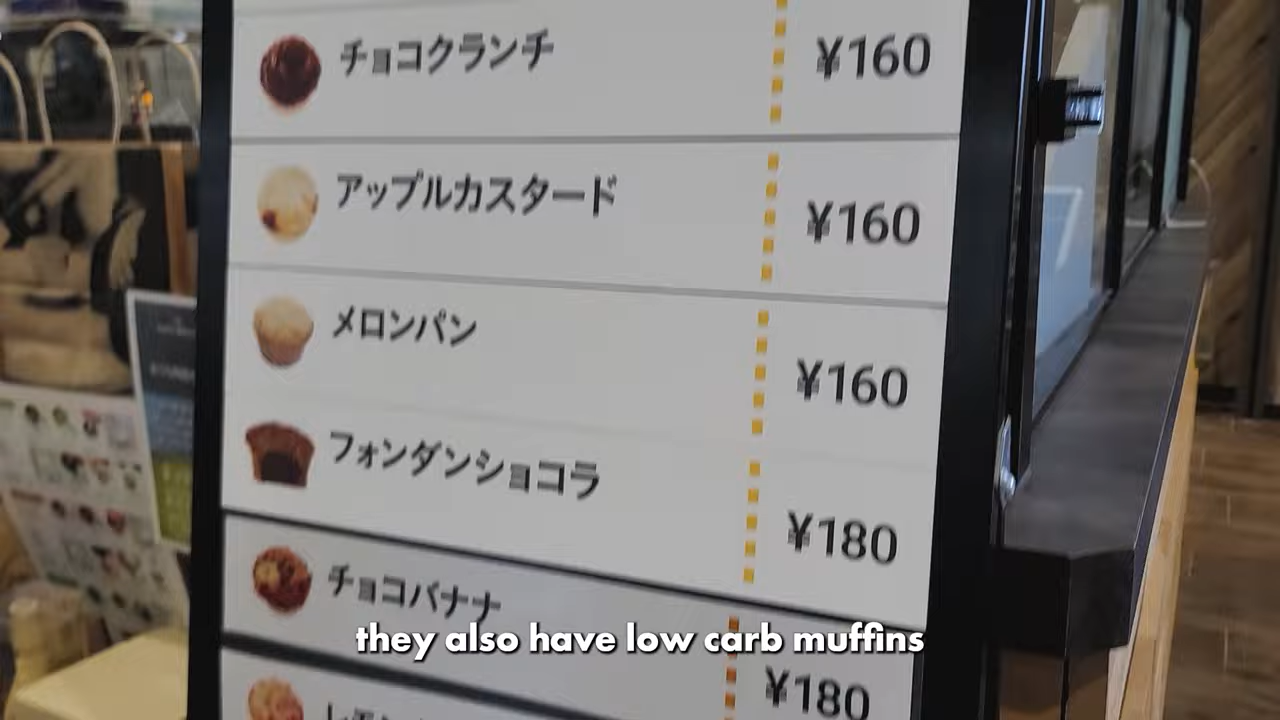 チョコクランチ ¥160
アップルカスタード ¥160
メロンパン ¥160
フォンダンショコラ ¥180
チョコバナナ ¥180
they also have low carb muffins